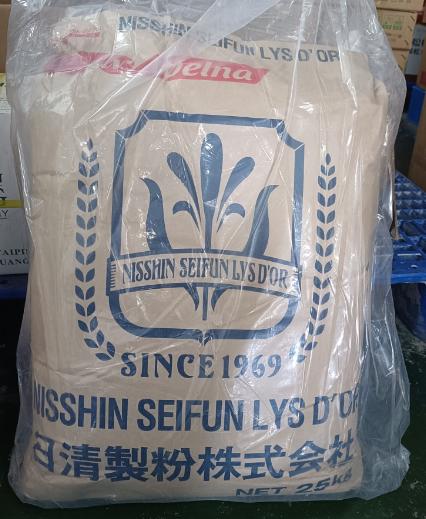 NISSHIN SEIFUN LYS D'OR
NISSHIN SEIFUN LYS D'OR
SINCE 1969
NISSHIN SEIFUN LYS D'OR
日清製粉株式会社
NET 25kg
TAIPU